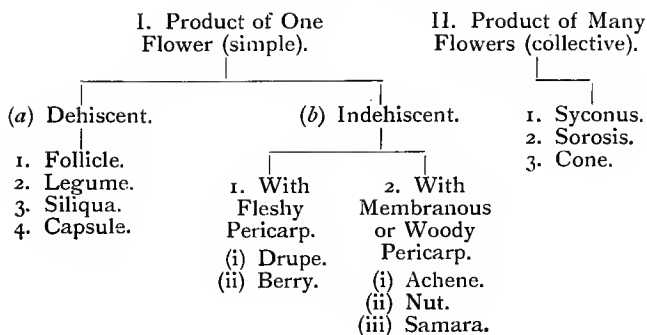 I. Product of One
Flower (simple).
II. Product of Many
Flowers (collective).
(a) Dehiscent.
1. Follicle.
2. Legume.
3. Siliqua.
4. Capsule.
(b) Indehiscent.
1. With
Fleshy
Pericarp.
(i) Drupe.
(ii) Berry.
2. With
Membranous
or Woody
Pericarp.
(i) Achene.
(ii) Nut.
(iii) Samara.
1. Syconus.
2. Sorosis.
3. Cone.